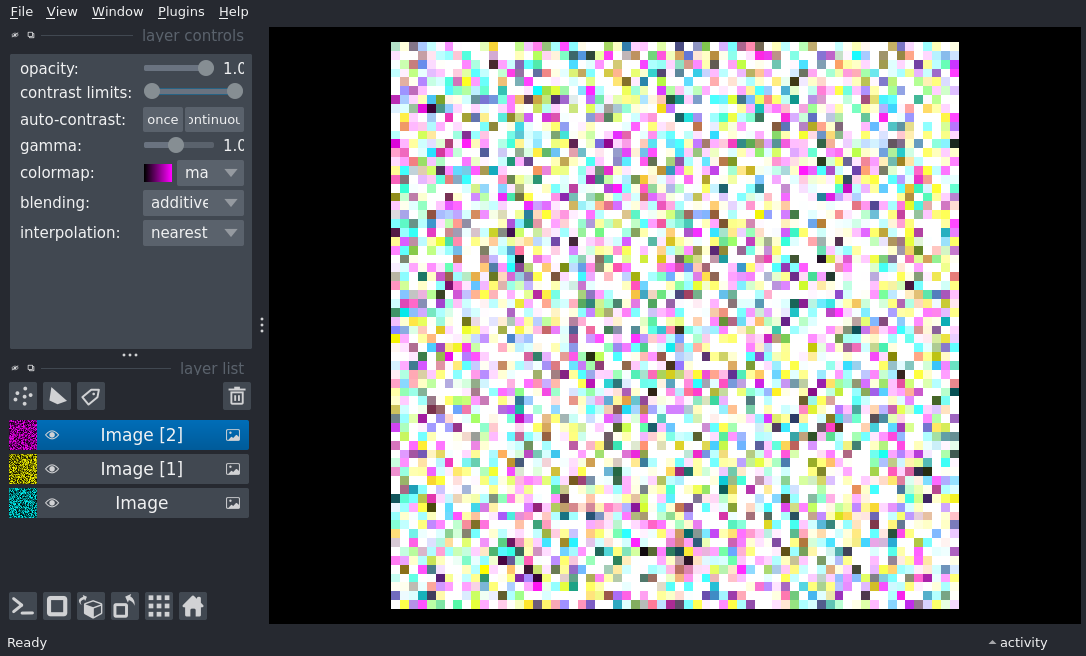 File View Window Plugins Help
layer controls
opacity: 1.0
contrast limits:
auto-contrast: once ontinuou
gamma: 1.0
colormap: ma
blending: additive
interpolation: nearest
layer list
Image [2]
Image [1]
Image
Ready
activity